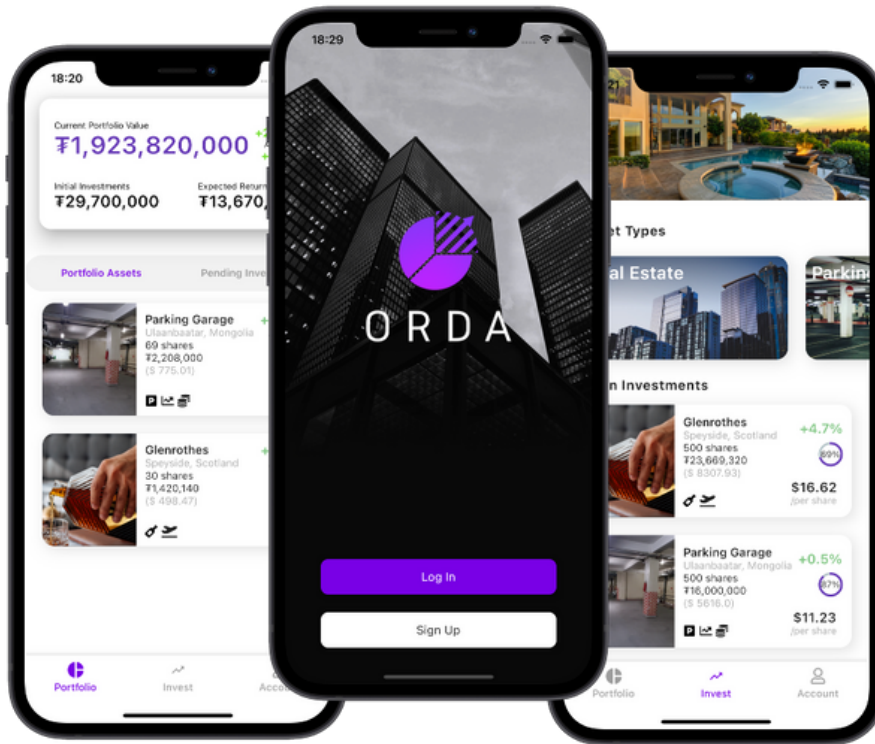 18:20
Current Portfolio Value
₮1,923,820,000
Initial Investments
Expected Return
₮29,700,000
₮13,670,
Portfolio Assets
Pending Inve
Parking Garage
Ulaanbaatar, Mongolia
69 shares
₮2,208,000
($ 775.01)
P
Glenrothes
Speyside, Scotland
30 shares
₮1,420,140
($ 498.47)
Portfolio
Invest
Accou
18:29
ORDA
Log In
Sign Up
21
et Types
al Estate
Parkin
n Investments
Glenrothes
Speyside, Scotland
500 shares
₮23,669,320
($ 8307.93)
+4.7%
69%
$16.62
/per share
Parking Garage
Ulaanbaatar, Mongolia
500 shares
₮16,000,000
($ 5616.0)
P
+0.5%
87%
$11.23
/per share
Portfolio
Invest
Account